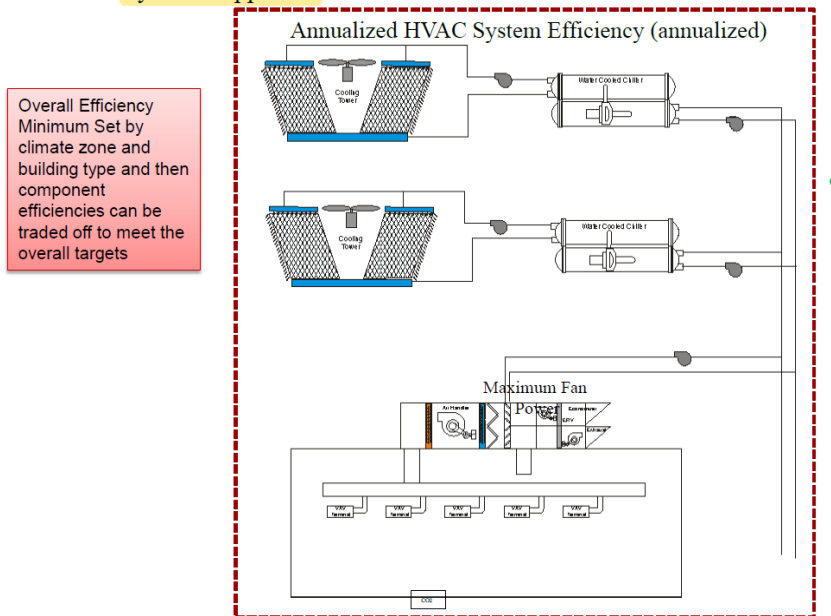 Annualized HVAC System Efficiency (annualized)
Overall Efficiency
Minimum Set by
climate zone and
building type and then
component
efficiencies can be
traded off to meet the
overall targets
Cooling
Tower
Water Cooled Chiller
Cooling
Tower
Water Cooled Chiller
Maximum Fan
Power
Air Handler
Economizer
ERV
Exhaust
VAV
Terminal
VAV
Terminal
VAV
Terminal
VAV
Terminal
VAV
Terminal
CO2